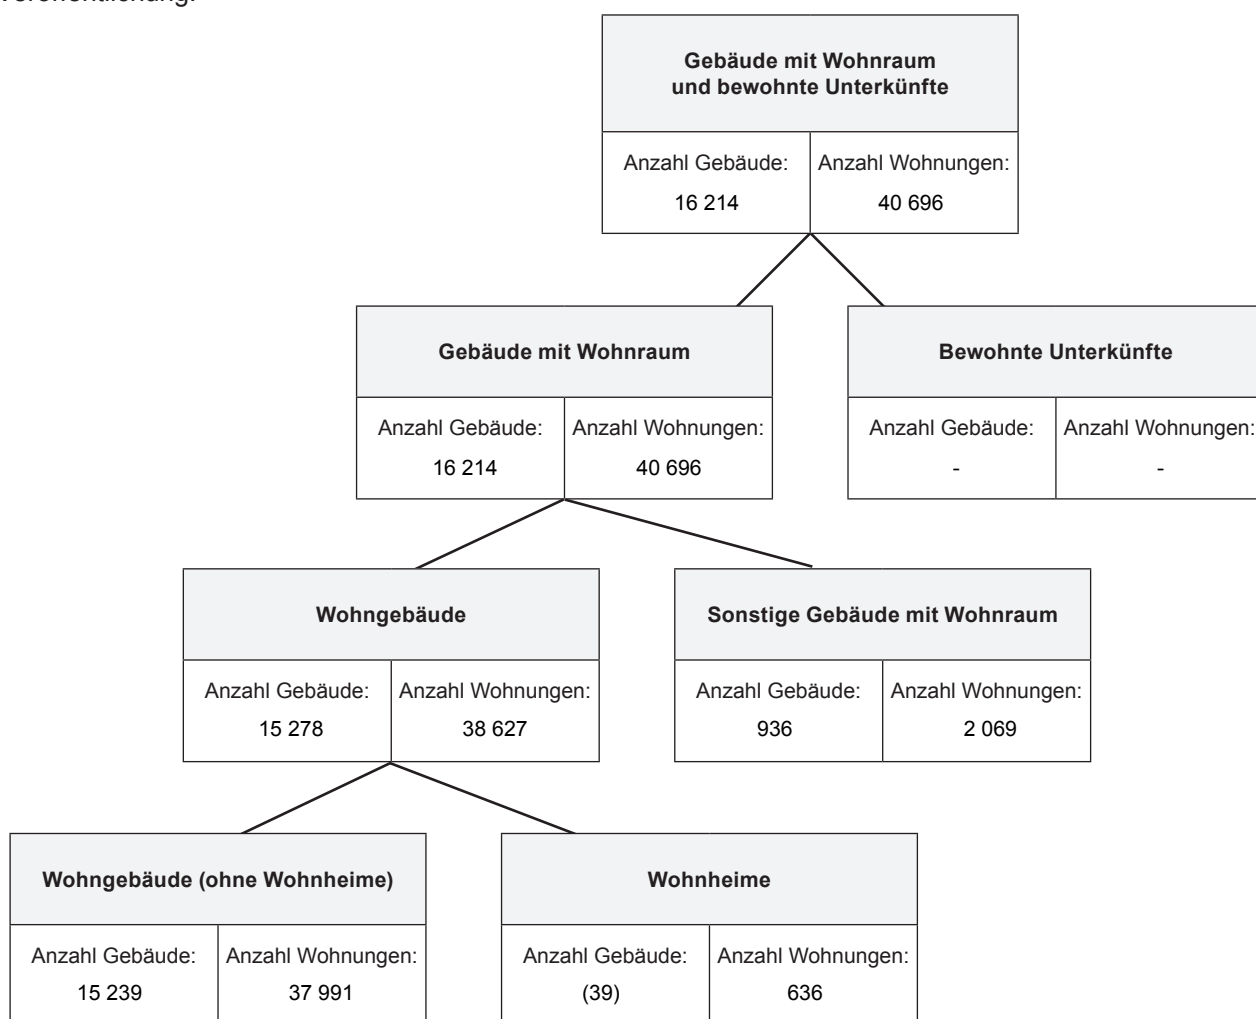 Gebäude mit Wohnraum
und bewohnte Unterkünfte
Anzahl Gebäude: Anzahl Wohnungen:
16 214 40 696
Gebäude mit Wohnraum
Anzahl Gebäude: Anzahl Wohnungen:
16 214 40 696
Bewohnte Unterkünfte
Anzahl Gebäude: Anzahl Wohnungen:
- -
Wohngebäude
Anzahl Gebäude: Anzahl Wohnungen:
15 278 38 627
Sonstige Gebäude mit Wohnraum
Anzahl Gebäude: Anzahl Wohnungen:
936 2 069
Wohngebäude (ohne Wohnheime)
Anzahl Gebäude: Anzahl Wohnungen:
15 239 37 991
Wohnheime
Anzahl Gebäude: Anzahl Wohnungen:
(39) 636